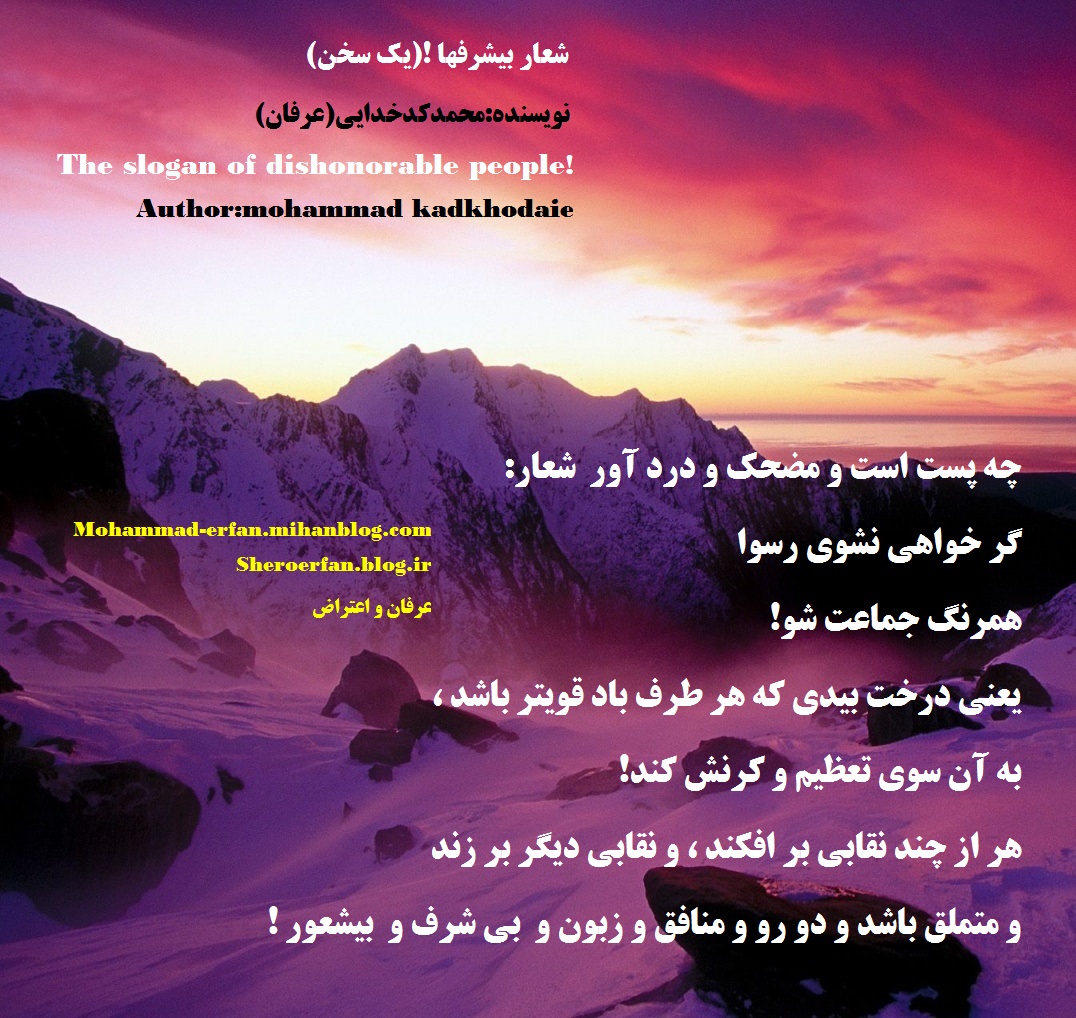 شعار بیشرفها !(یک سخن)
نویسنده:محمدکدخدایی(عرفان)
The slogan of dishonorable people!
Author:mohammad kadkhodaie
چه پست است و مضحک و درد آور شعار:
گر خواهی نشوی رسوا
همرنگ جماعت شو!
یعنی درخت بیدی که هر طرف باد قویتر باشد ،
به آن سوی تعظیم و کرنش کند!
هر از چند نقابی بر افکند ، و نقابی دیگر بر زند
و متملق باشد و دو رو و منافق و زبون و بی شرف و بیشعور !
Mohammad-erfan.mihanblog.com
Sheroerfan.blog.ir
عرفان و اعتراض